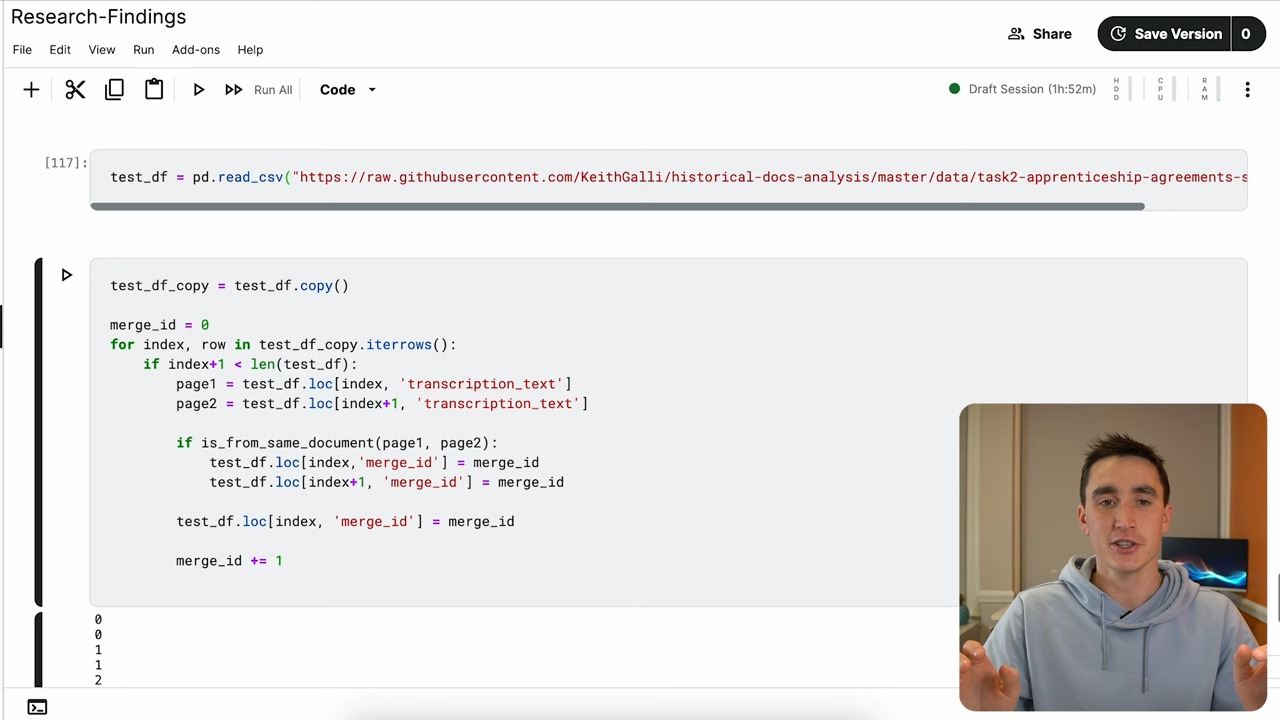 Research-Findings
File Edit View Run Add-ons Help
Share
Save Version 0
Run All Code
Draft Session (1h:52m) HDD CPU RAM
[117]:
test_df = pd.read_csv("https://raw.githubusercontent.com/KeithGalli/historical-docs-analysis/master/data/task2-apprenticeship-agreements-s
test_df_copy = test_df.copy()
merge_id = 0
for index, row in test_df_copy.iterrows():
    if index+1 < len(test_df):
        page1 = test_df.loc[index, 'transcription_text']
        page2 = test_df.loc[index+1, 'transcription_text']
        if is_from_same_document(page1, page2):
            test_df.loc[index,'merge_id'] = merge_id
            test_df.loc[index+1, 'merge_id'] = merge_id
        test_df.loc[index, 'merge_id'] = merge_id
        merge_id += 1
0
0
1
1
2